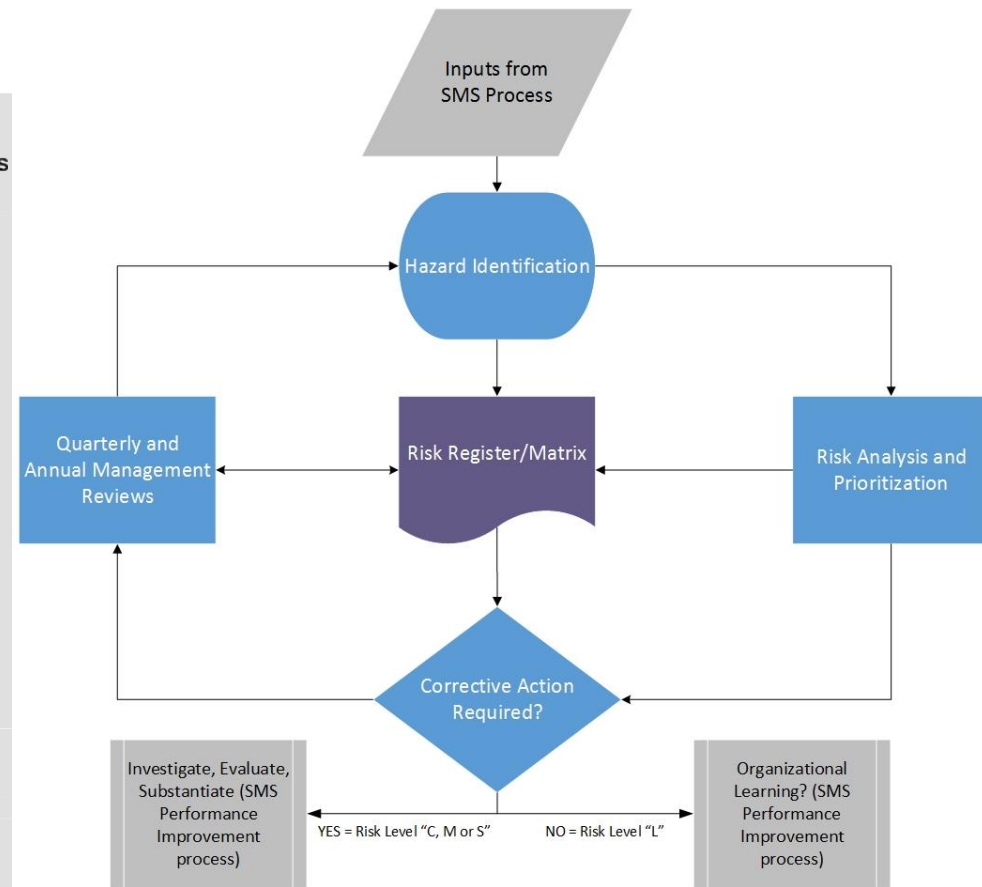 Inputs from
SMS Process
s
Hazard Identification
Quarterly and
Annual Management
Reviews
Risk Register/Matrix
Risk Analysis and
Prioritization
Corrective Action
Required?
Investigate, Evaluate,
Substantiate (SMS
Performance
Improvement
process)
YES = Risk Level “C, M or S”
NO = Risk Level “L”
Organizational
Learning? (SMS
Performance
Improvement
process)